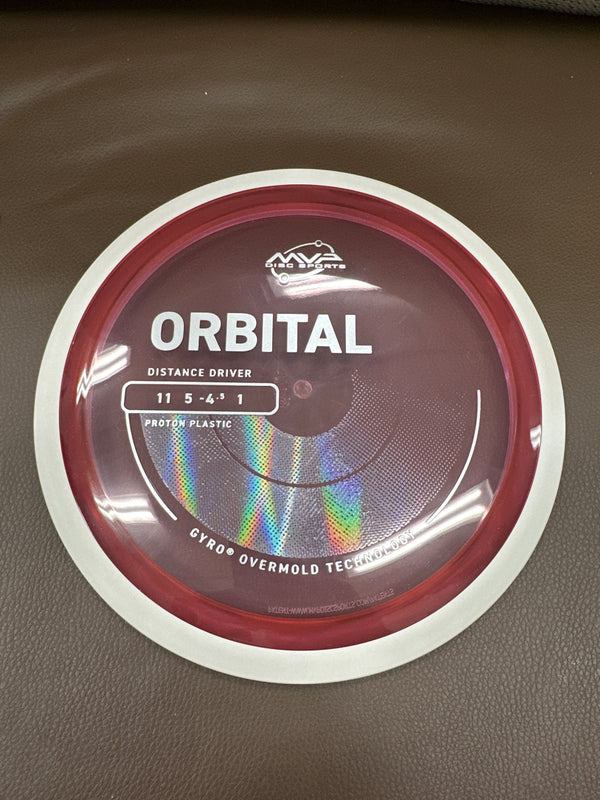 MVP
DISC SPORTS
ORBITAL
DISTANCE DRIVER
11 5 -4.5 1
PROTON PLASTIC
GYRO® OVERMOLD TECHNOLOGY